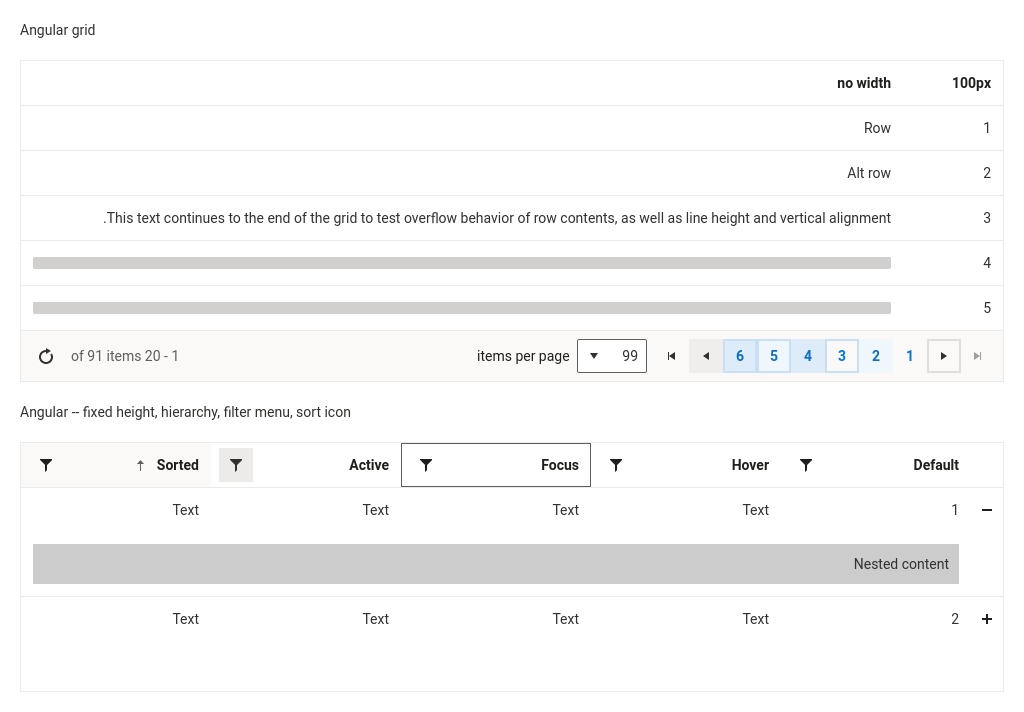 Angular grid
no width 100px
Row 1
Alt row 2
.This text continues to the end of the grid to test overflow behavior of row contents, as well as line height and vertical alignment 3
4
5
of 91 items 20 - 1 items per page 99 6 5 4 3 2 1
Angular -- fixed height, hierarchy, filter menu, sort icon
Sorted Active Focus Hover Default
Text Text Text Text 1
Nested content
Text Text Text Text 2